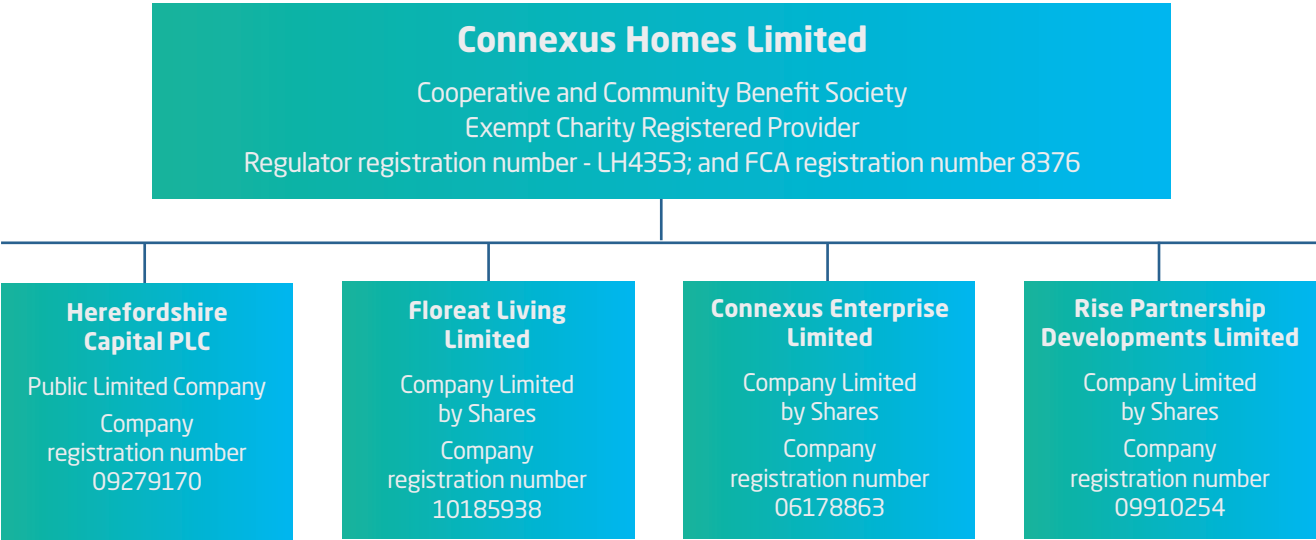 Connexus Homes Limited
Cooperative and Community Benefit Society
Exempt Charity Registered Provider
Regulator registration number - LH4353; and FCA registration number 8376
Herefordshire
Capital PLC
Public Limited Company
Company
registration number
09279170
Floreat Living
Limited
Company Limited
by Shares
Company
registration number
10185938
Connexus Enterprise
Limited
Company Limited
by Shares
Company
registration number
06178863
Rise Partnership
Developments Limited
Company Limited
by Shares
Company
registration number
09910254